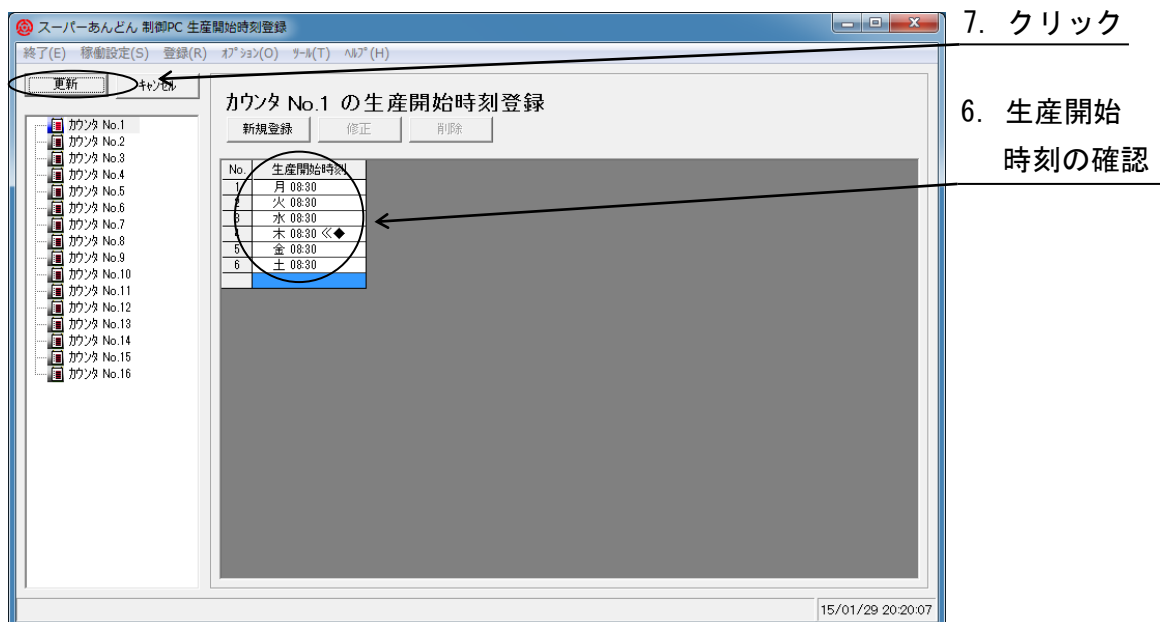 スーパーあんどん 制御PC 生産開始時刻登録
終了(E) 稼働設定(S) 登録(R) オプション(O) ツール(T) ヘルプ(H)
更新 キャンセル
カウンタ No.1
カウンタ No.2
カウンタ No.3
カウンタ No.4
カウンタ No.5
カウンタ No.6
カウンタ No.7
カウンタ No.8
カウンタ No.9
カウンタ No.10
カウンタ No.11
カウンタ No.12
カウンタ No.13
カウンタ No.14
カウンタ No.15
カウンタ No.16
カウンタ No.1 の生産開始時刻登録
新規登録 修正 削除
No. 生産開始時刻
1 月 08:30
2 火 08:30
3 水 08:30
4 木 08:30 ≪◆
5 金 08:30
6 土 08:30
15/01/29 20:20:07
7. クリック
6. 生産開始
時刻の確認